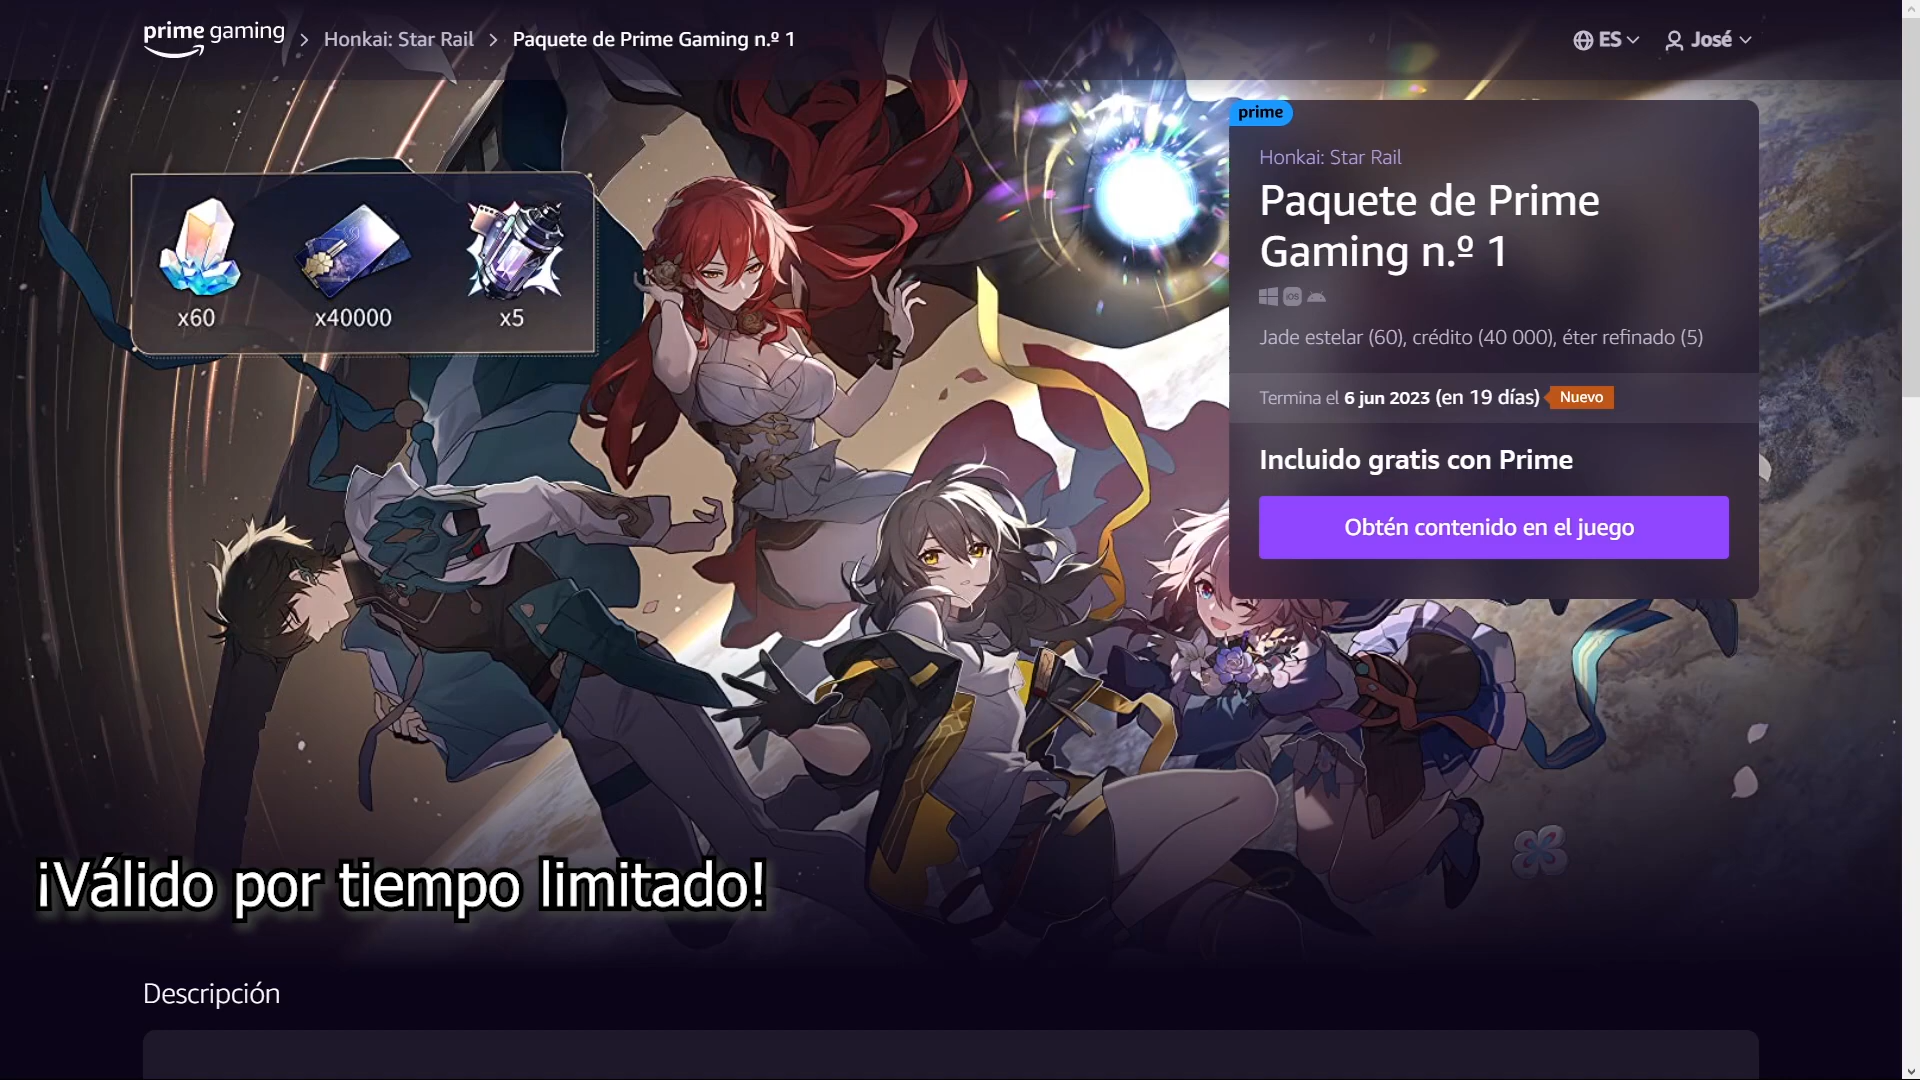 prime gaming
Honkai: Star Rail
Paquete de Prime Gaming n.º 1
ES
José
x60
x40000
x5
prime
Honkai: Star Rail
Paquete de Prime
Gaming n.º 1
iOS
Jade estelar (60), crédito (40 000), éter refinado (5)
Termina el 6 jun 2023 (en 19 días) Nuevo
Incluido gratis con Prime
Obtén contenido en el juego
¡Válido por tiempo limitado!
Descripción